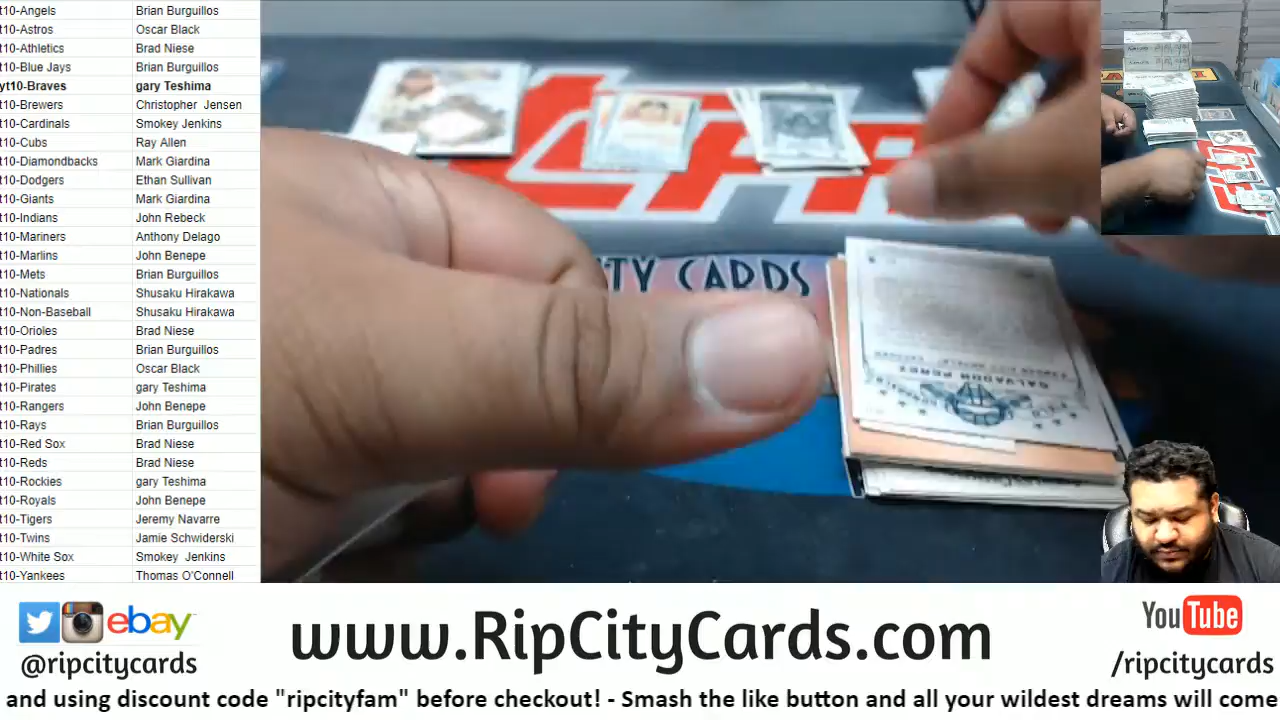 t10-Angels Brian Burguillos
t10-Astros Oscar Black
t10-Athletics Brad Niese
t10-Blue Jays Brian Burguillos
yt10-Braves gary Teshima
t10-Brewers Christopher Jensen
t10-Cardinals Smokey Jenkins
t10-Cubs Ray Allen
t10-Diamondbacks Mark Giardina
t10-Dodgers Ethan Sullivan
t10-Giants Mark Giardina
t10-Indians John Rebeck
t10-Mariners Anthony Delago
t10-Marlins John Benepe
t10-Mets Brian Burguillos
t10-Nationals Shusaku Hirakawa
t10-Non-Baseball Shusaku Hirakawa
t10-Orioles Brad Niese
t10-Padres Brian Burguillos
t10-Phillies Oscar Black
t10-Pirates gary Teshima
t10-Rangers John Benepe
t10-Rays Brian Burguillos
t10-Red Sox Brad Niese
t10-Reds Brad Niese
t10-Rockies gary Teshima
t10-Royals John Benepe
t10-Tigers Jeremy Navarre
t10-Twins Jamie Schwiderski
t10-White Sox Smokey Jenkins
t10-Yankees Thomas O'Connell
ITY CARDS
SALVADOR PEREZ
ebay
@ripcitycards
www.RipCityCards.com
YouTube
/ripcitycards
and using discount code "ripcityfam" before checkout! - Smash the like button and all your wildest dreams will come